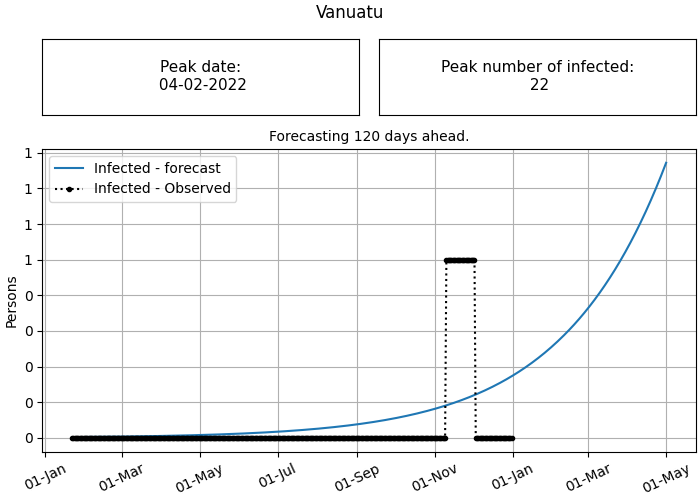 Vanuatu
Peak date:
04-02-2022
Peak number of infected:
22
Forecasting 120 days ahead.
Infected - forecast
Infected - Observed
Persons
1
1
1
1
0
0
0
0
0
01-Jan
01-Mar
01-May
01-Jul
01-Sep
01-Nov
01-Jan
01-Mar
01-May